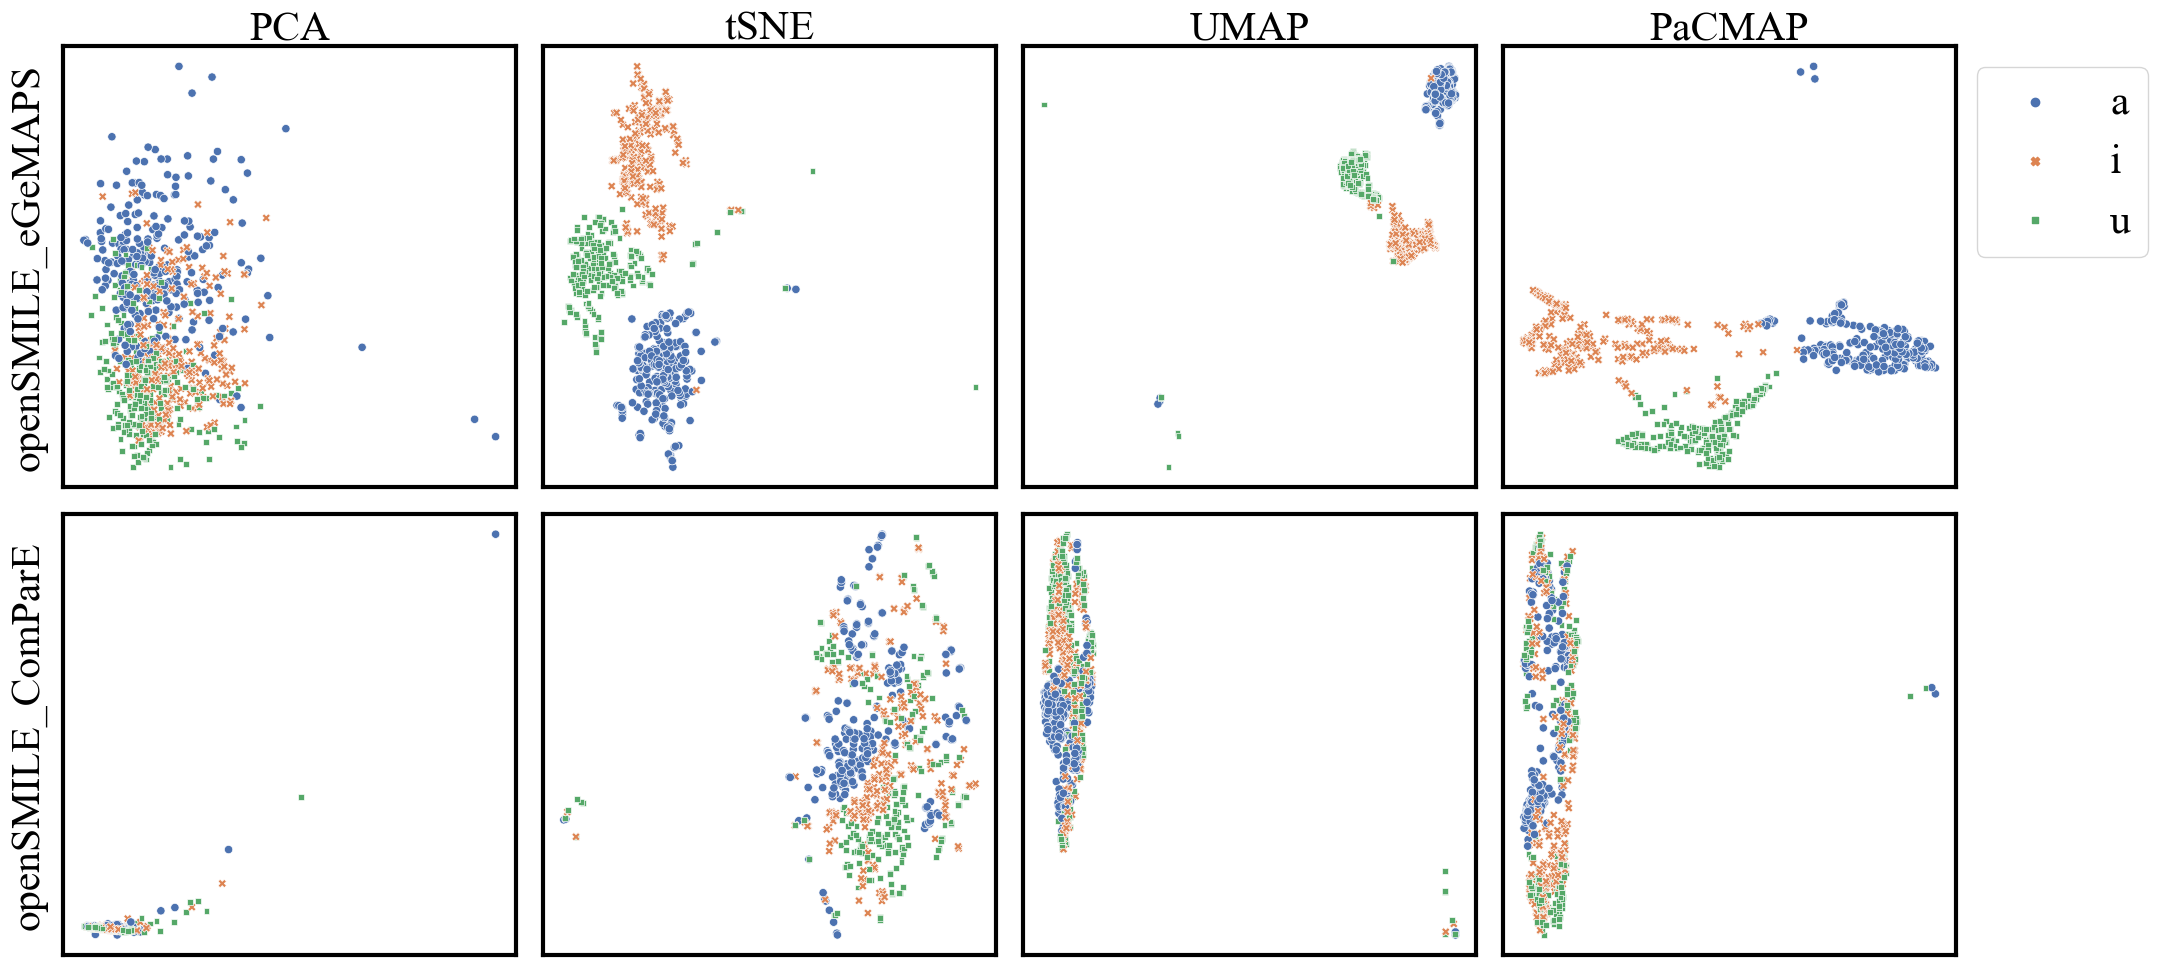 PCA
tSNE
UMAP
PaCMAP
openSMILE_eGeMAPS
openSMILE_ComParE
a
i
u